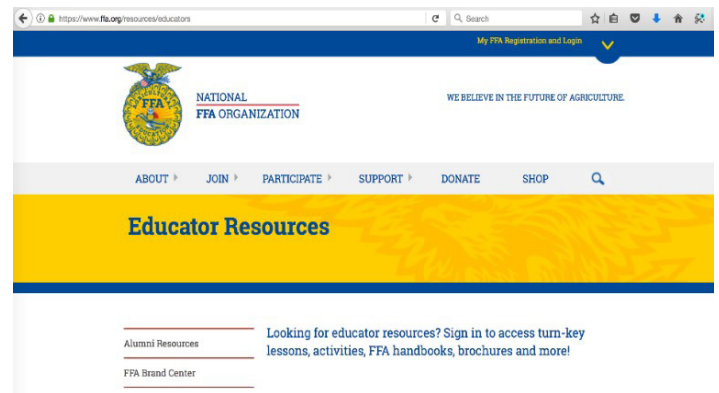 https://www.ffa.org/resources/educators
Search
My FFA Registration and Login
FFA
NATIONAL
FFA ORGANIZATION
WE BELIEVE IN THE FUTURE OF AGRICULTURE.
ABOUT JOIN PARTICIPATE SUPPORT DONATE SHOP
Educator Resources
Alumni Resources
FFA Brand Center
Looking for educator resources? Sign in to access turn-key
lessons, activities, FFA handbooks, brochures and more!